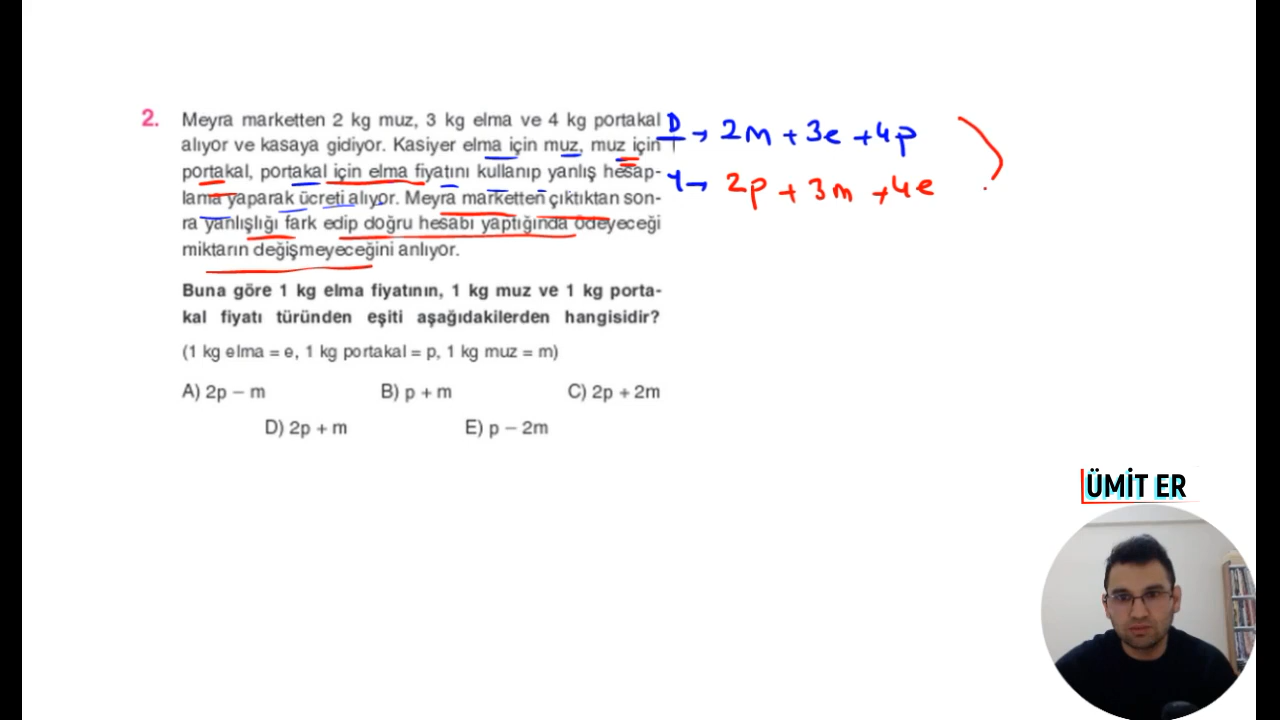 2. Meyra marketten 2 kg muz, 3 kg elma ve 4 kg portakal
alıyor ve kasaya gidiyor. Kasiyer elma için muz, muz için
portakal, portakal için elma fiyatını kullanıp yanlış hesap-
lama yaparak ücreti alıyor. Meyra marketten çıktıktan son-
ra yanlışlığı fark edip doğru hesabı yaptığında ödeyeceği
miktarın değişmeyeceğini anlıyor.
D → 2m + 3e + 4p
Y → 2p + 3m + 4e
Buna göre 1 kg elma fiyatının, 1 kg muz ve 1 kg porta-
kal fiyatı türünden eşiti aşağıdakilerden hangisidir?
(1 kg elma = e, 1 kg portakal = p, 1 kg muz = m)
A) 2p – m B) p + m C) 2p + 2m
D) 2p + m E) p – 2m
ÜMİT ER